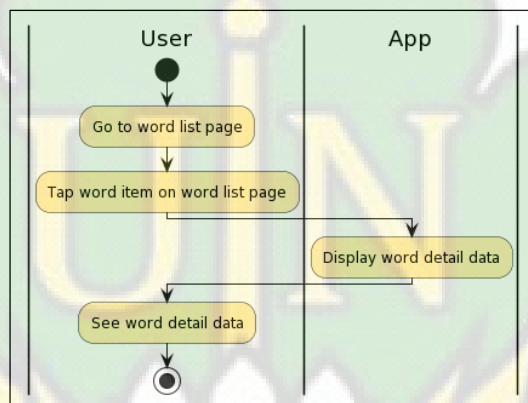 User
App
Go to word list page
Tap word item on word list page
Display word detail data
See word detail data
UIN